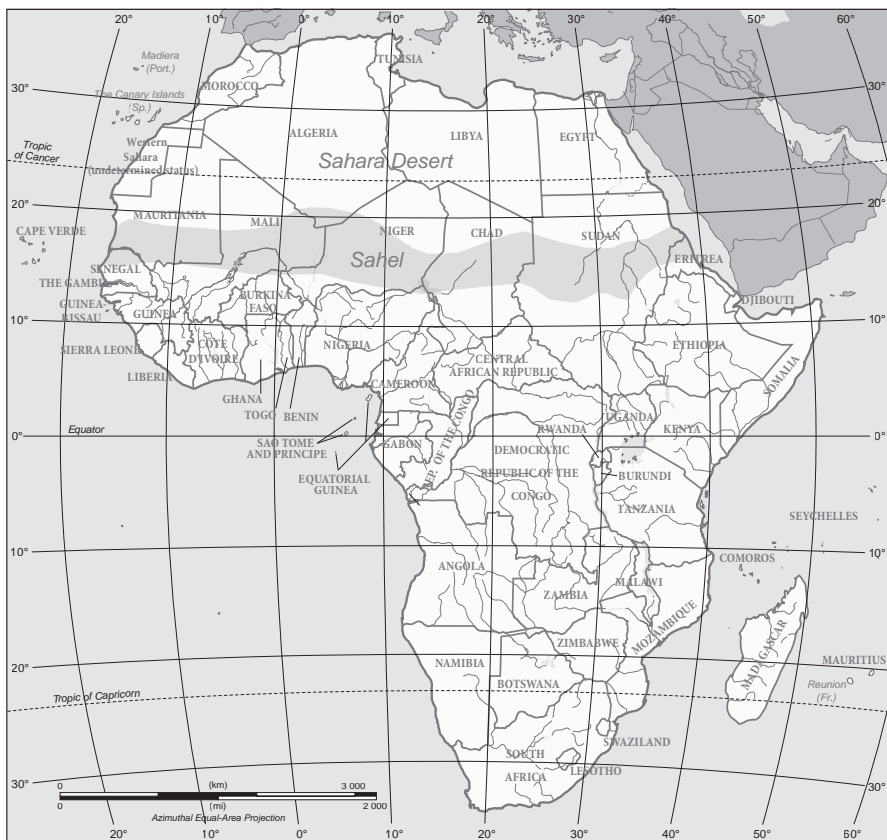 20° 10° 0° 10° 20° 30° 40° 50° 60°
Madiera
(Port.)
TUNISIA
MOROCCO
30° 30°
The Canary Islands
(Sp.)
ALGERIA LIBYA EGYPT
Western
Sahara
(undetermined status)
Tropic
of Cancer
Sahara Desert
20° 20°
MAURITANIA MALI NIGER CHAD SUDAN
CAPE VERDE
Sahel
ERITREA
SENEGAL
THE GAMBIA
DJIBOUTI
GUINEA-
BISSAU
BURKINA
FASO
GUINEA
10° 10°
SIERRA LEONE
CÔTE
D'IVOIRE
NIGERIA
ETHIOPIA
CENTRAL
AFRICAN REPUBLIC
SOMALIA
LIBERIA
CAMEROON
GHANA
TOGO BENIN
UGANDA
RWANDA
KENYA
Equator
0° 0°
SAO TOME
AND PRINCIPE
GABON
REP. OF THE CONGO
DEMOCRATIC
REPUBLIC OF THE
CONGO
EQUATORIAL
GUINEA
BURUNDI
TANZANIA
SEYCHELLES
10° 10°
COMOROS
ANGOLA
MALAWI
ZAMBIA
MOZAMBIQUE
MADAGASCAR
ZIMBABWE
NAMIBIA
MAURITIUS
20° 20°
BOTSWANA
Reunion
(Fr.)
Tropic of Capricorn
SWAZILAND
SOUTH
AFRICA
LESOTHO
30° 30°
0 (km) 3 000
0 (mi) 2 000
Azimuthal Equal-Area Projection
20° 10° 0° 10° 20° 30° 40° 50° 60°